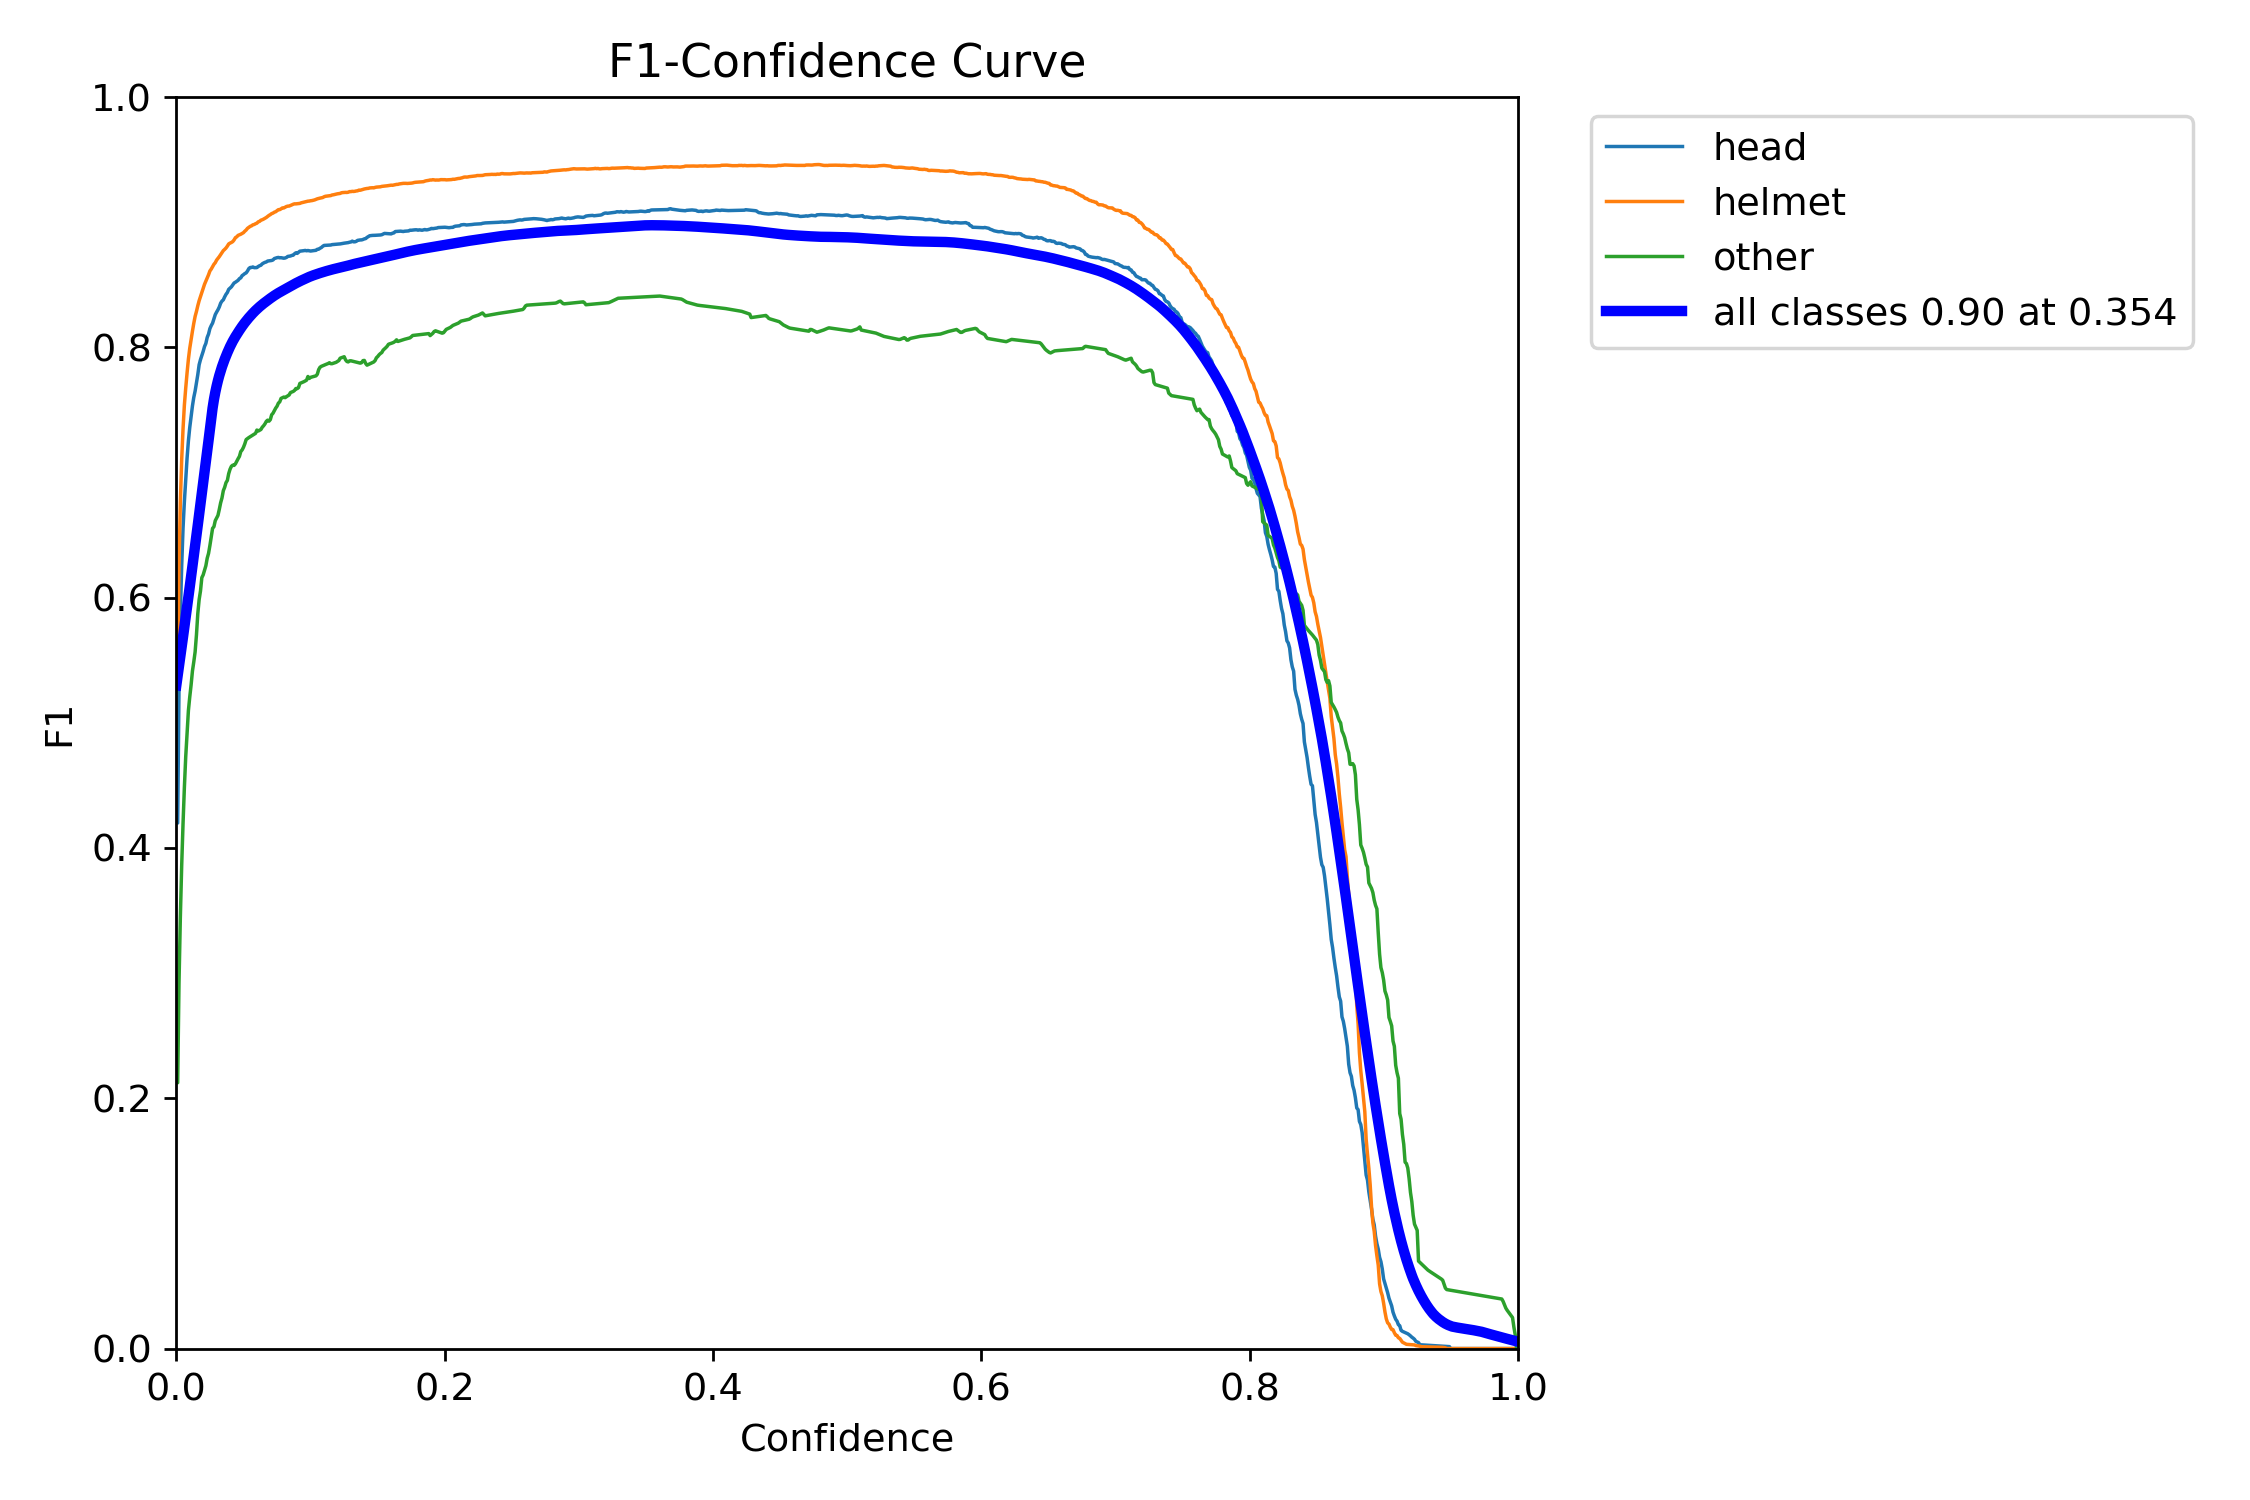 F1-Confidence Curve
1.0
0.8
0.6
0.4
0.2
0.0
F1
0.0 0.2 0.4 0.6 0.8 1.0
Confidence
head
helmet
other
all classes 0.90 at 0.354